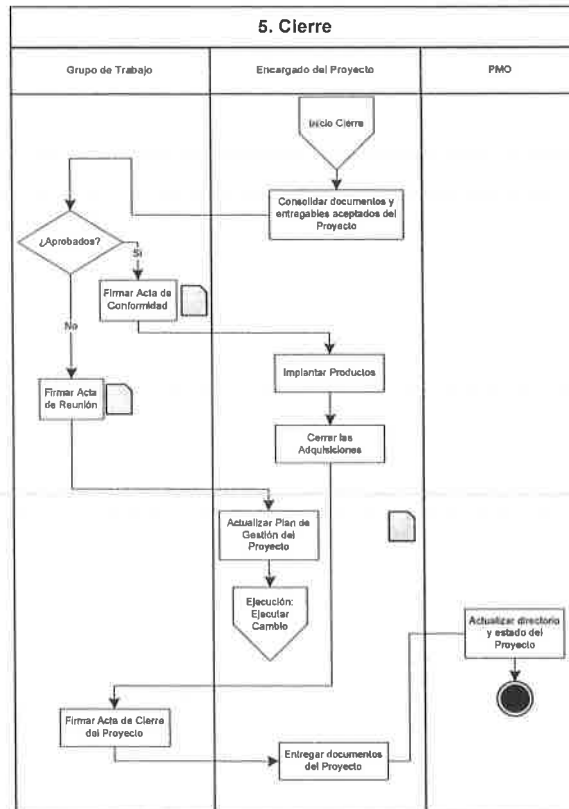 5. Cierre
Grupo de Trabajo
Encargado del Proyecto
PMO
Inicio Cierre
Consolidar documentos y
entregables aceptados del
Proyecto
¿Aprobados?
Si
Firmar Acta de
Conformidad
No
Implantar Productos
Firmar Acta
de Reunión
Cerrar las
Adquisiciones
Actualizar Plan de
Gestión del
Proyecto
Ejecución:
Ejecutar
Cambio
Actualizar directorio
y estado del
Proyecto
Firmar Acta de Cierre
del Proyecto
Entregar documentos
del Proyecto